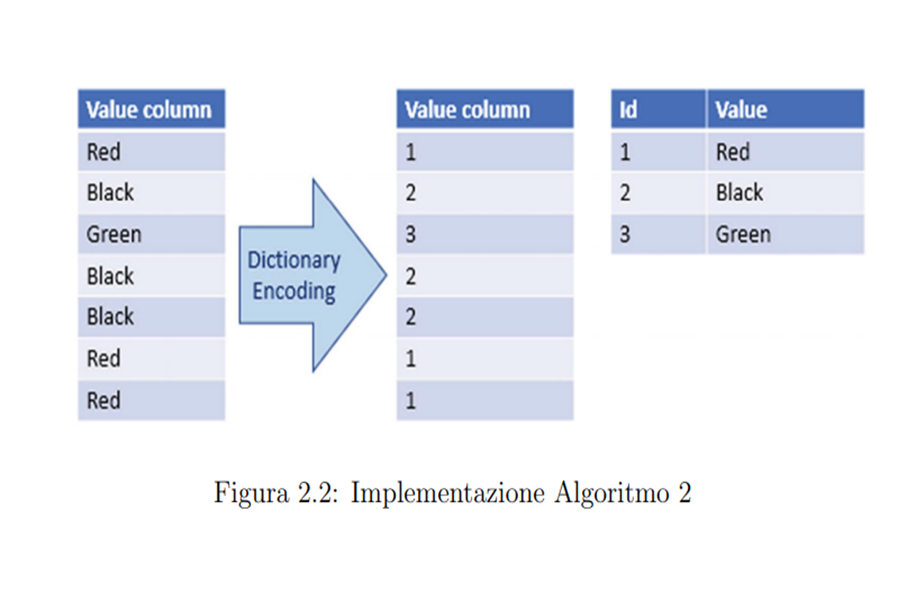 Value column
Red
Black
Green
Black
Black
Red
Red
Dictionary
Encoding
Value column
1
2
3
2
2
1
1
Id Value
1 Red
2 Black
3 Green
Figura 2.2: Implementazione Algoritmo 2